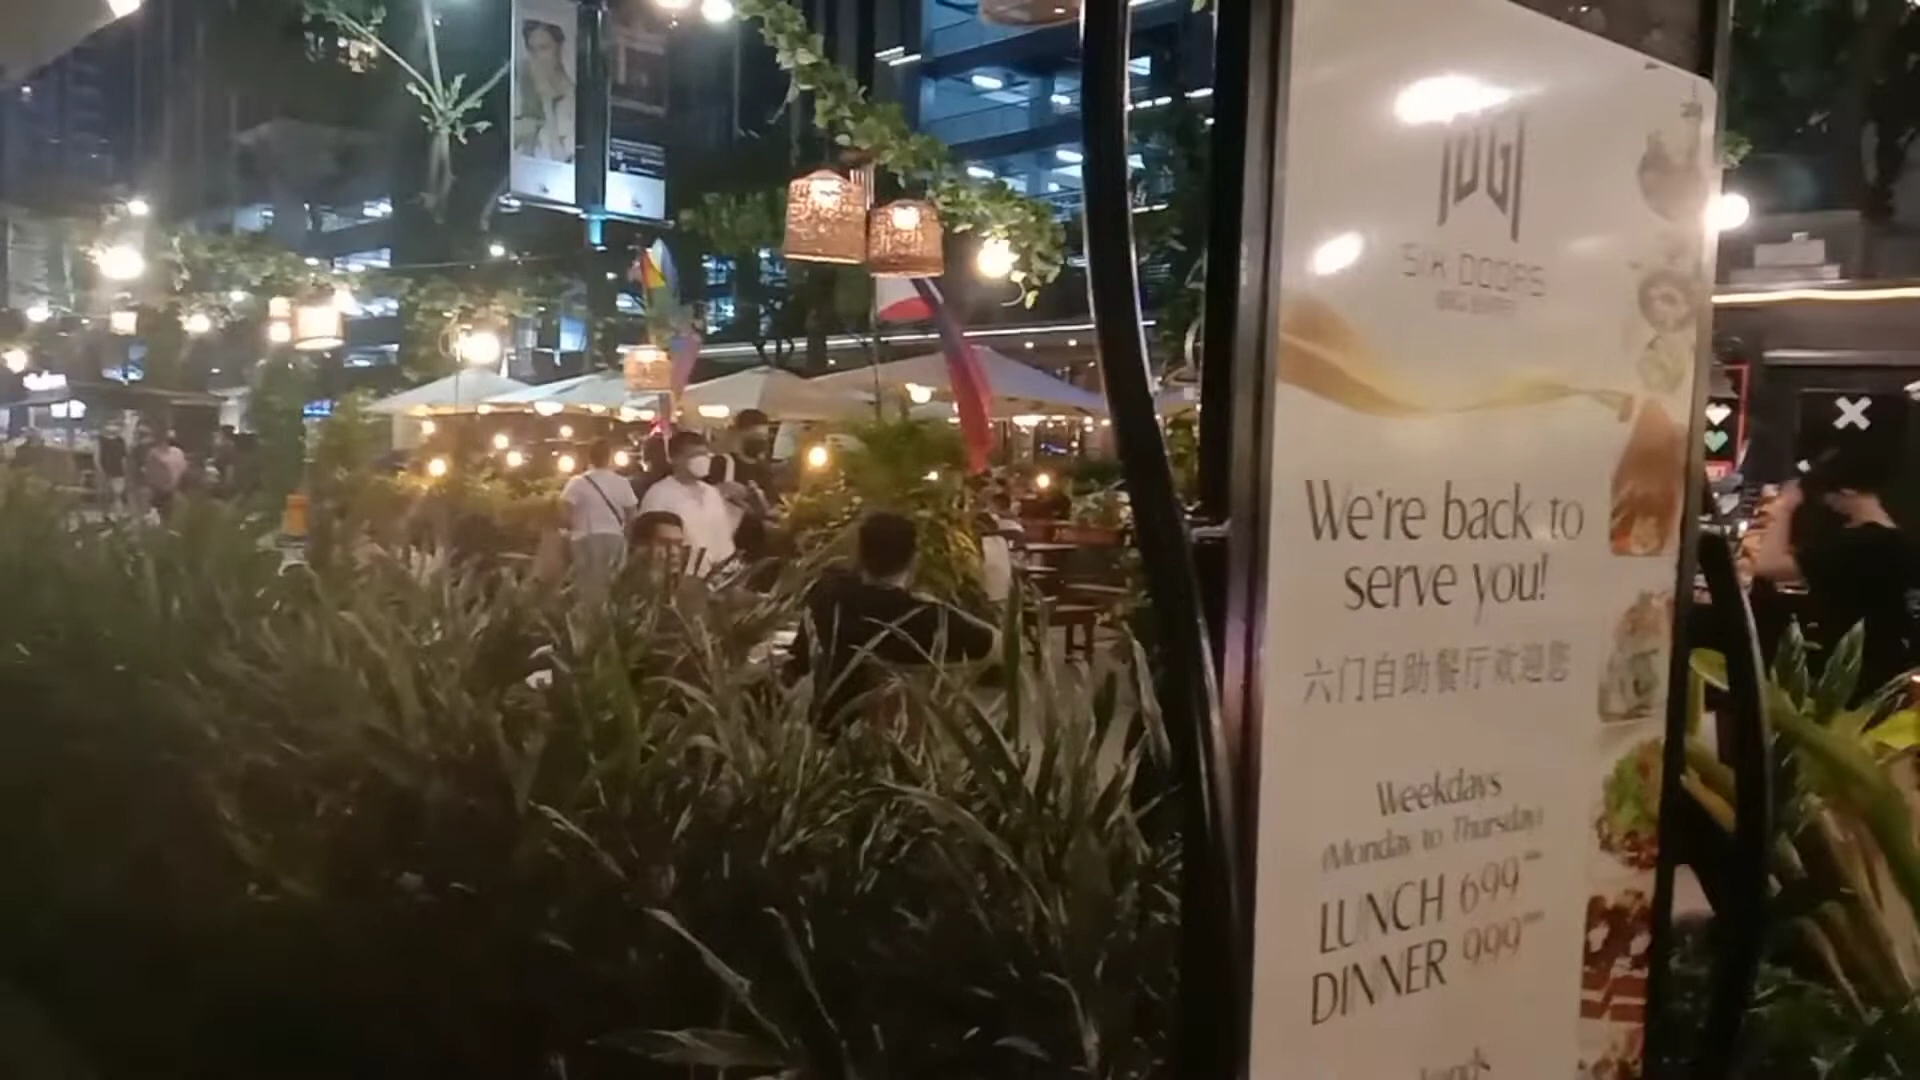 SIX DOORS
We're back to
serve you!
六门自助餐厅欢迎您
Weekdays
(Monday to Thursday)
LUNCH 699
DINNER 999